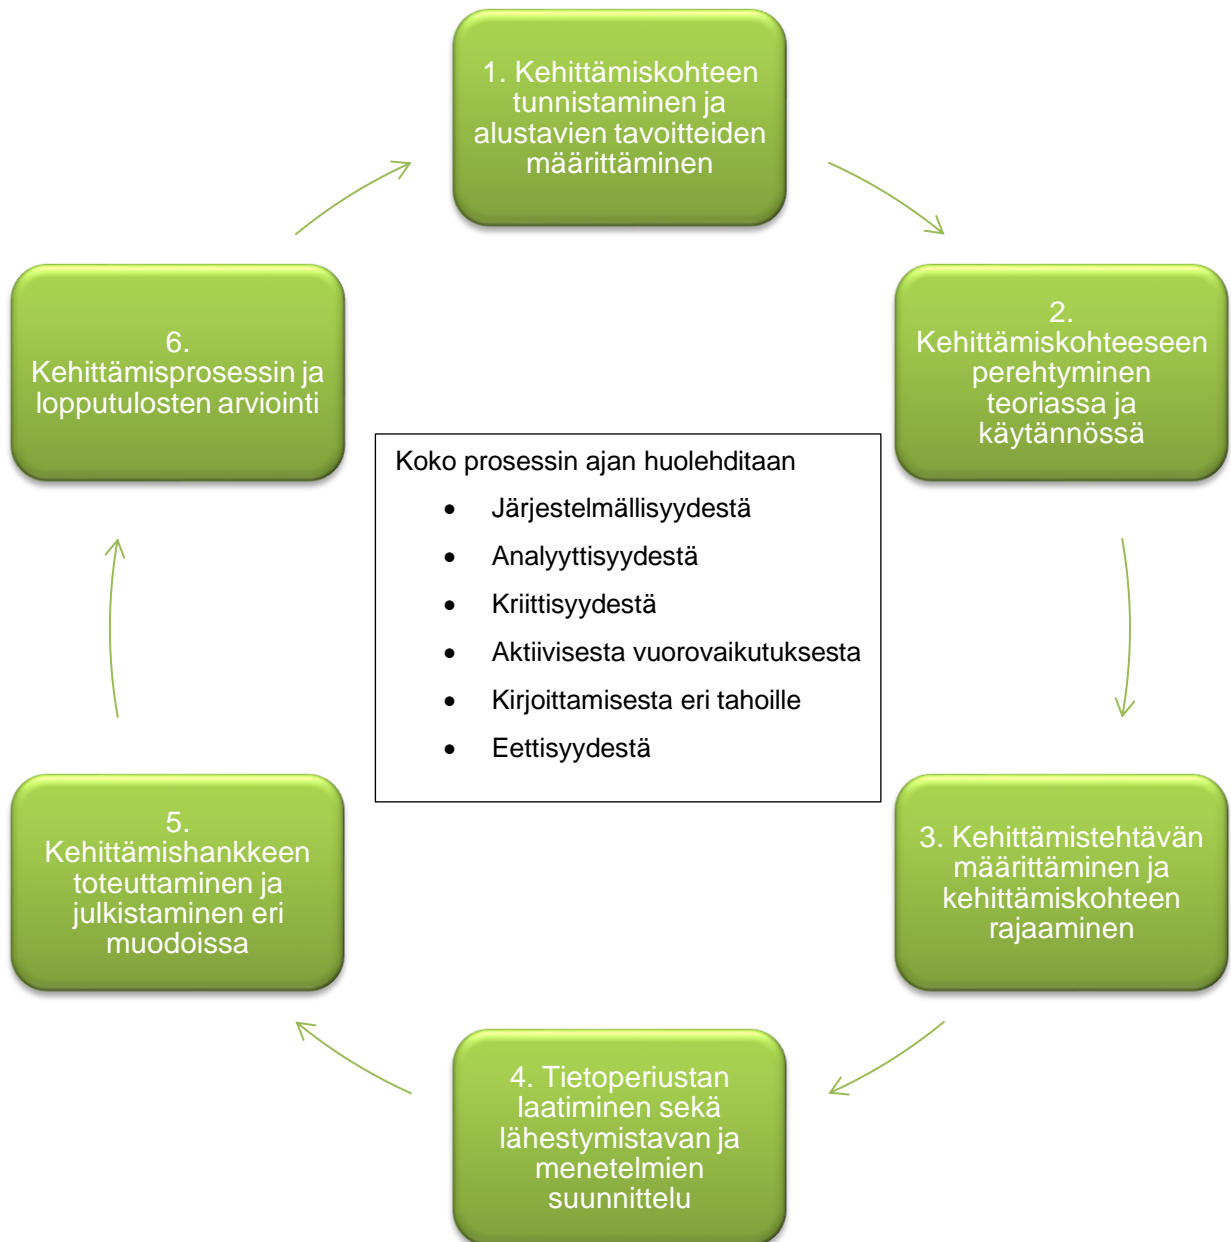 1. Kehittämiskohteen
tunnistaminen ja
alustavien tavoitteiden
määrittäminen
2.
Kehittämiskohteeseen
perehtyminen
teoriassa ja
käytännössä
3. Kehittämistehtävän
määrittäminen ja
kehittämiskohteen
rajaaminen
4. Tietoperiustan
laatiminen sekä
lähestymistavan ja
menetelmien
suunnittelu
5.
Kehittämishankkeen
toteuttaminen ja
julkistaminen eri
muodoissa
6.
Kehittämisprosessin ja
lopputulosten arviointi
Koko prosessin ajan huolehditaan
• Järjestelmällisyydestä
• Analyyttisyydestä
• Kriittisyydestä
• Aktiivisesta vuorovaikutuksesta
• Kirjoittamisesta eri tahoille
• Eettisyydestä